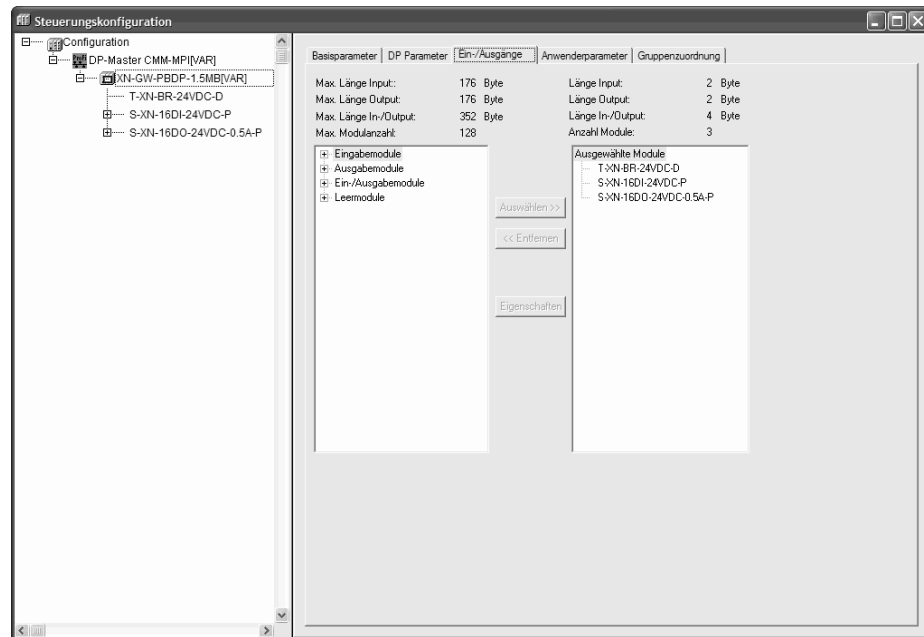 Steuerungskonfiguration
Configuration
DP-Master CMM-MPI[VAR]
XN-GW-PBDP-1.5MB[VAR]
T-XN-BR-24VDC-D
S-XN-16DI-24VDC-P
S-XN-16DO-24VDC-0.5A-P
Basisparameter DP Parameter Ein-/Ausgänge Anwenderparameter Gruppenzuordnung
Max. Länge Input:: 176 Byte Länge Input: 2 Byte
Max. Länge Output: 176 Byte Länge Output: 2 Byte
Max. Länge In-/Output: 352 Byte Länge In-/Output: 4 Byte
Max. Modulanzahl: 128 Anzahl Module: 3
Eingabemodule
Ausgabemodule
Ein-/Ausgabemodule
Leermodule
Auswählen >>
<< Entfernen
Eigenschaften
Ausgewählte Module
T-XN-BR-24VDC-D
S-XN-16DI-24VDC-P
S-XN-16DO-24VDC-0.5A-P